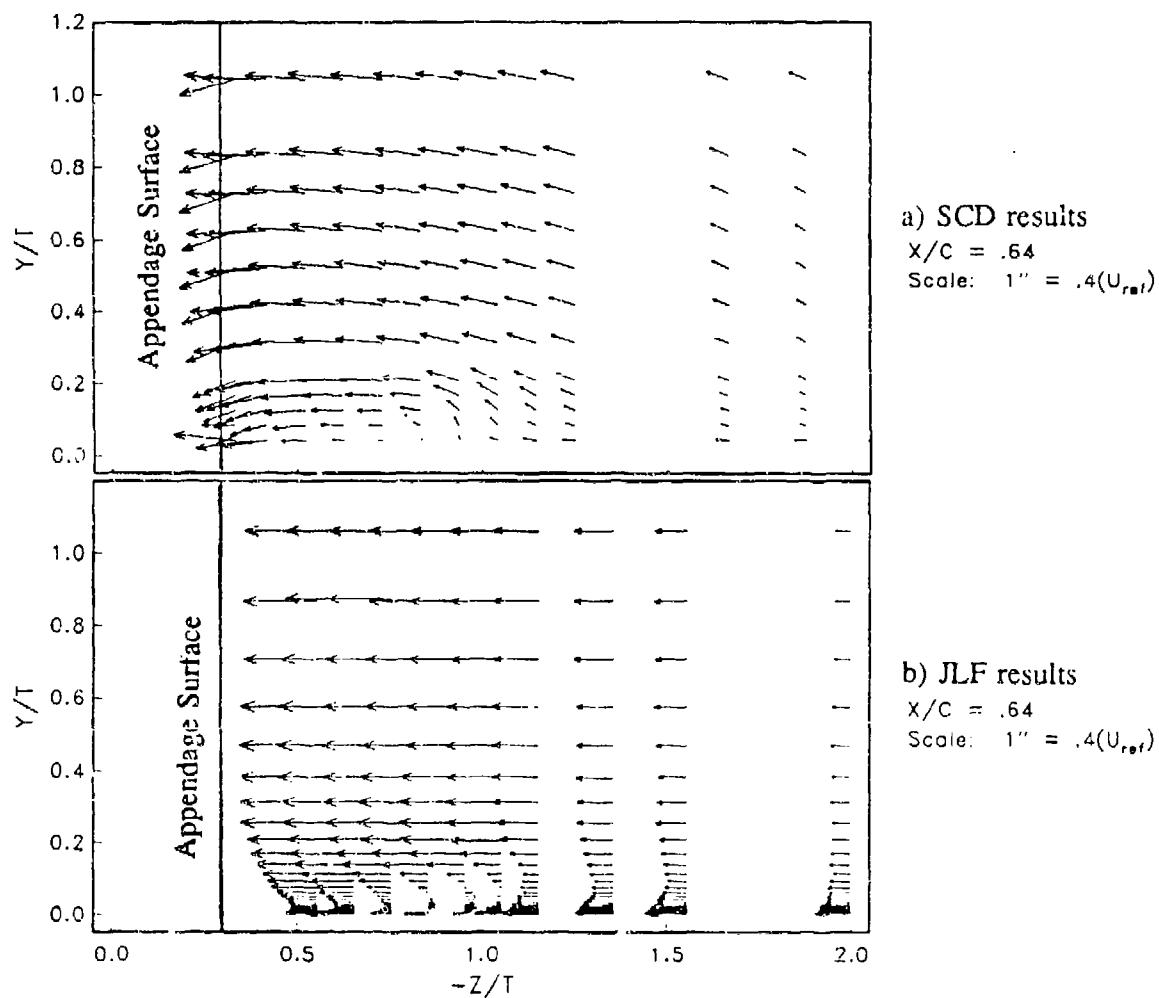 1.2
1.0
0.8
0.6
0.4
0.2
0.0
Y/T
Appendage Surface
a) SCD results
X/C = .64
Scale: 1" = .4(U_ref)
1.0
0.8
0.6
0.4
0.2
0.0
Y/T
Appendage Surface
b) JLF results
X/C = .64
Scale: 1" = .4(U_ref)
0.0 0.5 1.0 1.5 2.0
-Z/T